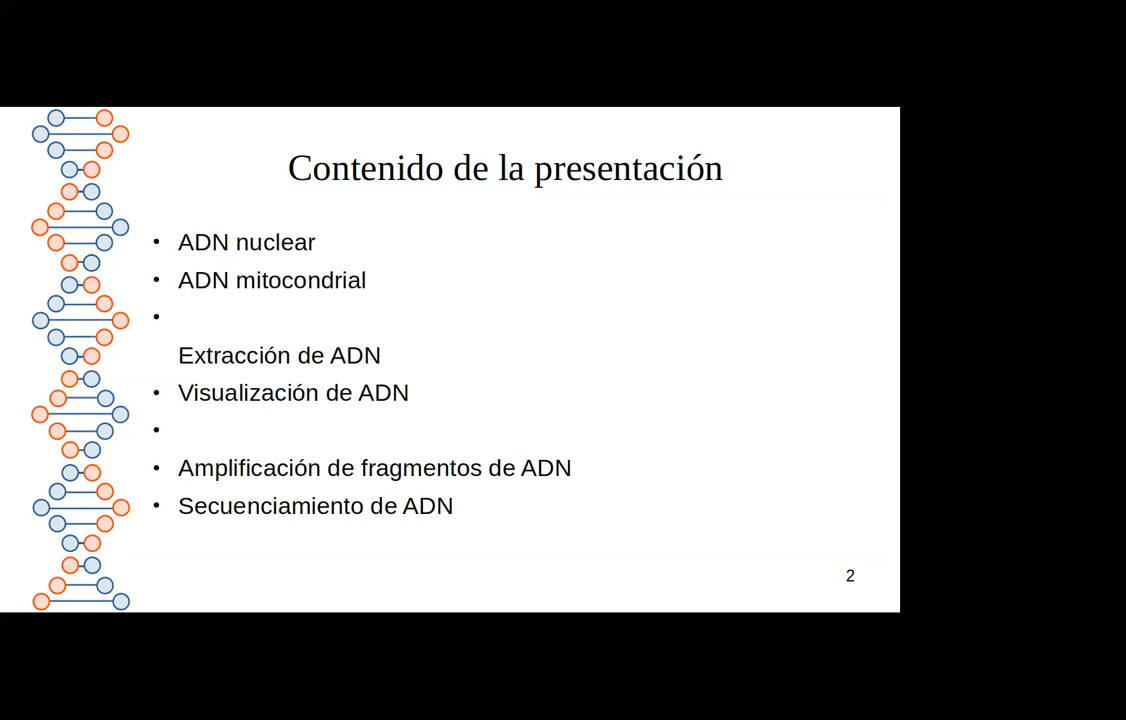 Contenido de la presentación
• ADN nuclear
• ADN mitocondrial
•
Extracción de ADN
• Visualización de ADN
•
• Amplificación de fragmentos de ADN
• Secuenciamiento de ADN
2